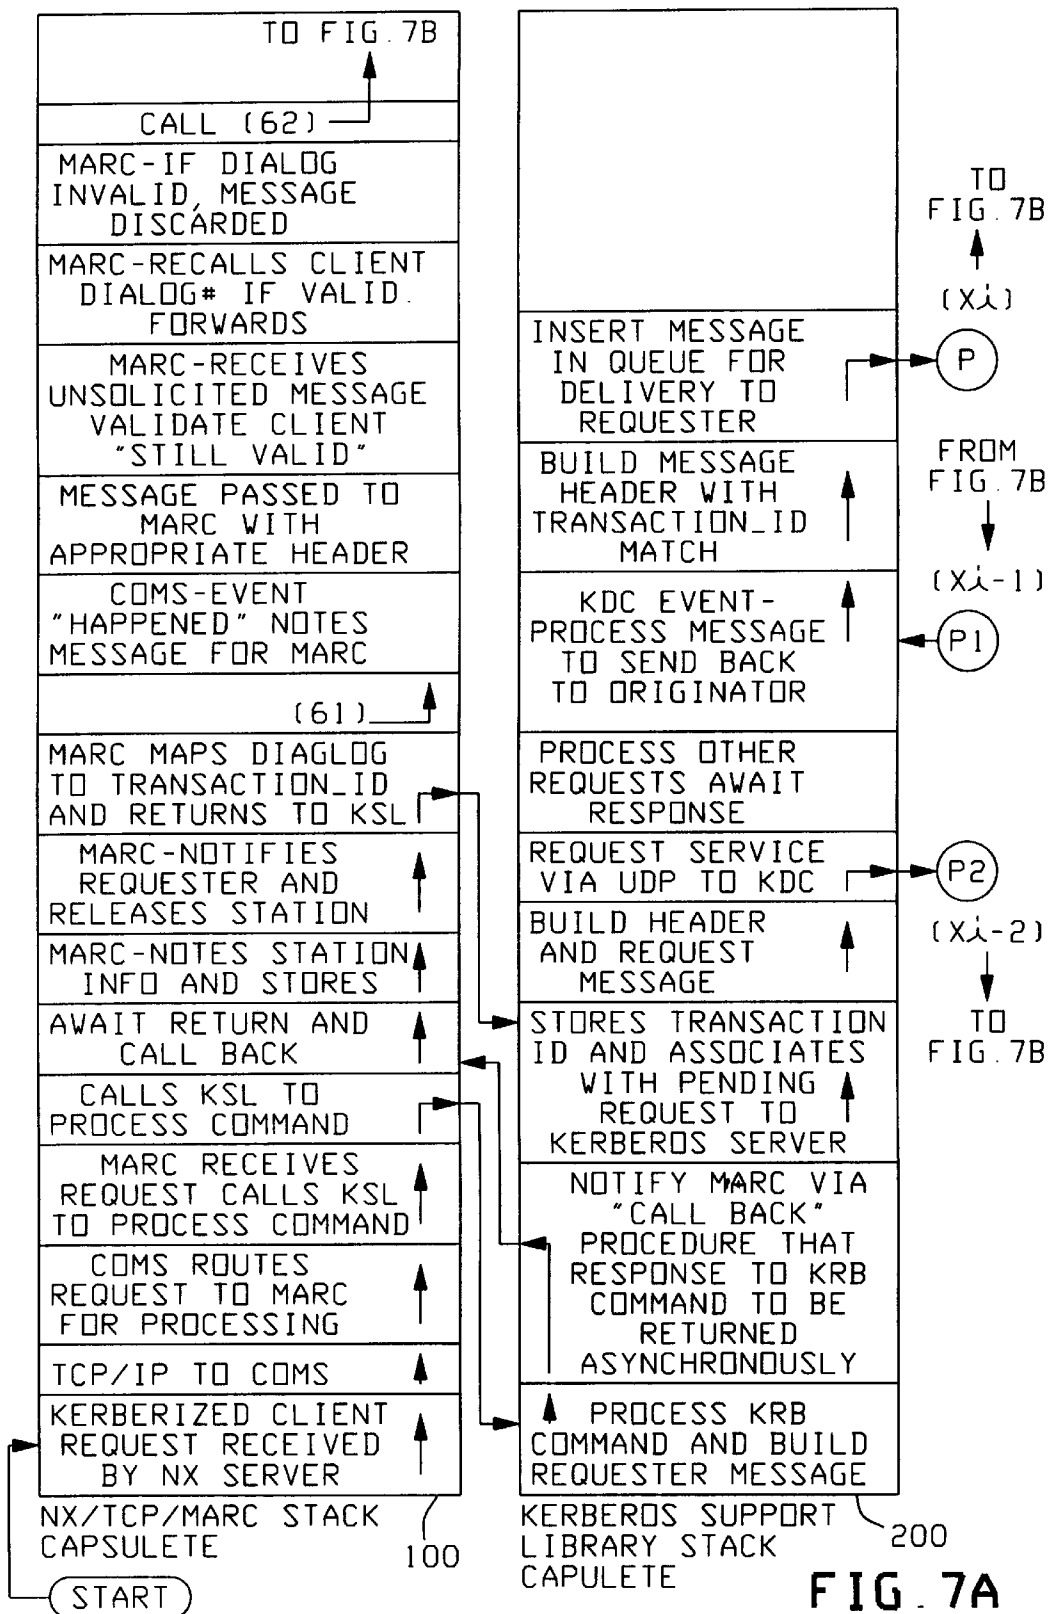 TO FIG. 7B
CALL (62)
MARC-IF DIALOG
INVALID, MESSAGE
DISCARDED
MARC-RECALLS CLIENT
DIALOG# IF VALID.
FORWARDS
MARC-RECEIVES
UNSOLICITED MESSAGE
VALIDATE CLIENT
"STILL VALID"
MESSAGE PASSED TO
MARC WITH
APPROPRIATE HEADER
COMS-EVENT
"HAPPENED" NOTES
MESSAGE FOR MARC
(61)
MARC MAPS DIAGLOG
TO TRANSACTION_ID
AND RETURNS TO KSL
MARC-NOTIFIES
REQUESTER AND
RELEASES STATION
MARC-NOTES STATION
INFO AND STORES
AWAIT RETURN AND
CALL BACK
CALLS KSL TO
PROCESS COMMAND
MARC RECEIVES
REQUEST CALLS KSL
TO PROCESS COMMAND
COMS ROUTES
REQUEST TO MARC
FOR PROCESSING
TCP/IP TO COMS
KERBERIZED CLIENT
REQUEST RECEIVED
BY NX SERVER
NX/TCP/MARC STACK
CAPSULETE
100
START
INSERT MESSAGE
IN QUEUE FOR
DELIVERY TO
REQUESTER
BUILD MESSAGE
HEADER WITH
TRANSACTION_ID
MATCH
KDC EVENT-
PROCESS MESSAGE
TO SEND BACK
TO ORIGINATOR
PROCESS OTHER
REQUESTS AWAIT
RESPONSE
REQUEST SERVICE
VIA UDP TO KDC
BUILD HEADER
AND REQUEST
MESSAGE
STORES TRANSACTION
ID AND ASSOCIATES
WITH PENDING
REQUEST TO
KERBEROS SERVER
NOTIFY MARC VIA
"CALL BACK"
PROCEDURE THAT
RESPONSE TO KRB
COMMAND TO BE
RETURNED
ASYNCHRONOUSLY
PROCESS KRB
COMMAND AND BUILD
REQUESTER MESSAGE
KERBEROS SUPPORT
LIBRARY STACK
CAPULETE
200
TO
FIG. 7B
(Xi)
P
FROM
FIG. 7B
(Xi-1)
P1
P2
(Xi-2)
TO
FIG. 7B
FIG. 7A